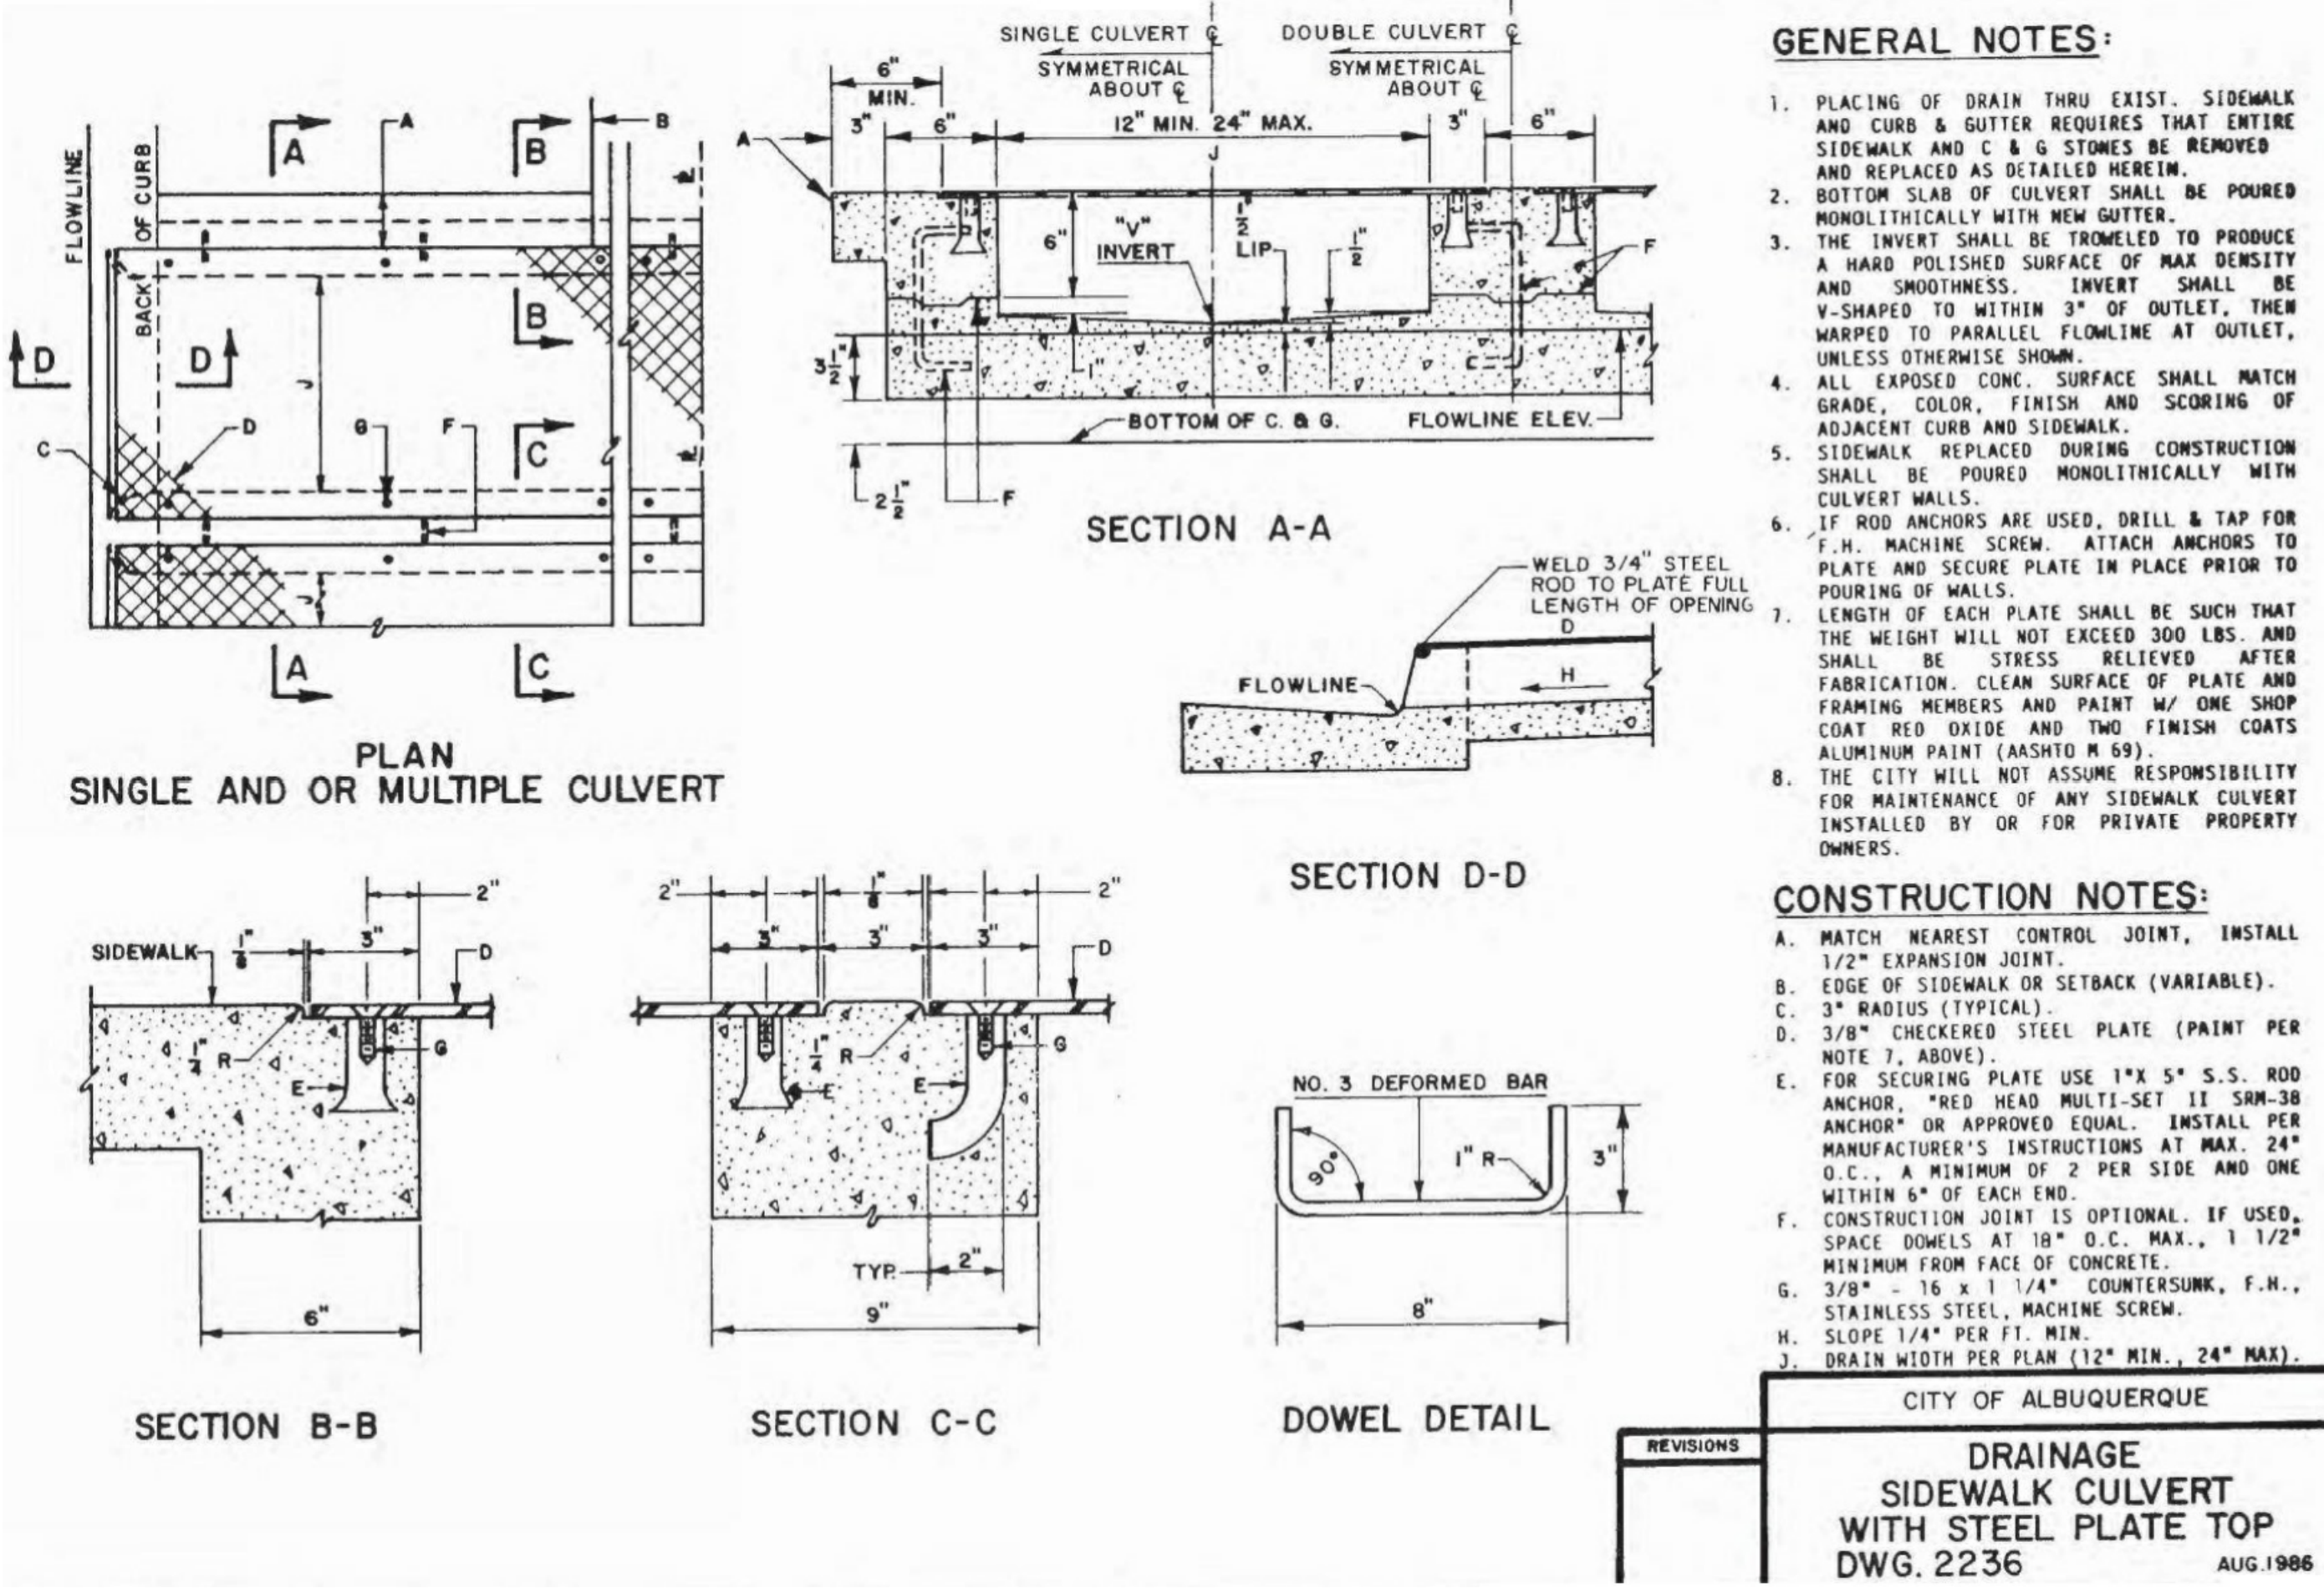 FLOWLINE
BACK OF CURB
A
A
B
B
D
D
J
B
C
D
G
F
C
J/2
A
C
PLAN
SINGLE AND OR MULTIPLE CULVERT
SINGLE CULVERT ℄
SYMMETRICAL
ABOUT ℄
DOUBLE CULVERT ℄
SYMMETRICAL
ABOUT ℄
6"
MIN.
3"
6"
12" MIN. 24" MAX.
3"
6"
A
J
6"
"V"
INVERT
1/2"
LIP
1/2"
F
3 1/2"
1"
BOTTOM OF C. & G.
FLOWLINE ELEV.
2 1/2"
F
SECTION A-A
WELD 3/4" STEEL
ROD TO PLATE FULL
LENGTH OF OPENING
D
FLOWLINE
H
SECTION D-D
2"
SIDEWALK
1/8"
3"
D
1/4" R
G
E
6"
SECTION B-B
2"
1/8"
2"
3"
3"
3"
D
1/4" R
G
E
E
TYP.
2"
9"
SECTION C-C
NO. 3 DEFORMED BAR
90°
1" R
3"
8"
DOWEL DETAIL
GENERAL NOTES:
1. PLACING OF DRAIN THRU EXIST. SIDEWALK
AND CURB & GUTTER REQUIRES THAT ENTIRE
SIDEWALK AND C & G STONES BE REMOVED
AND REPLACED AS DETAILED HEREIN.
2. BOTTOM SLAB OF CULVERT SHALL BE POURED
MONOLITHICALLY WITH NEW GUTTER.
3. THE INVERT SHALL BE TROWELED TO PRODUCE
A HARD POLISHED SURFACE OF MAX DENSITY
AND SMOOTHNESS. INVERT SHALL BE
V-SHAPED TO WITHIN 3" OF OUTLET, THEN
WARPED TO PARALLEL FLOWLINE AT OUTLET,
UNLESS OTHERWISE SHOWN.
4. ALL EXPOSED CONC. SURFACE SHALL MATCH
GRADE, COLOR, FINISH AND SCORING OF
ADJACENT CURB AND SIDEWALK.
5. SIDEWALK REPLACED DURING CONSTRUCTION
SHALL BE POURED MONOLITHICALLY WITH
CULVERT WALLS.
6. IF ROD ANCHORS ARE USED, DRILL & TAP FOR
F.H. MACHINE SCREW. ATTACH ANCHORS TO
PLATE AND SECURE PLATE IN PLACE PRIOR TO
POURING OF WALLS.
7. LENGTH OF EACH PLATE SHALL BE SUCH THAT
THE WEIGHT WILL NOT EXCEED 300 LBS. AND
SHALL BE STRESS RELIEVED AFTER
FABRICATION. CLEAN SURFACE OF PLATE AND
FRAMING MEMBERS AND PAINT W/ ONE SHOP
COAT RED OXIDE AND TWO FINISH COATS
ALUMINUM PAINT (AASHTO M 69).
8. THE CITY WILL NOT ASSUME RESPONSIBILITY
FOR MAINTENANCE OF ANY SIDEWALK CULVERT
INSTALLED BY OR FOR PRIVATE PROPERTY
OWNERS.
CONSTRUCTION NOTES:
A. MATCH NEAREST CONTROL JOINT, INSTALL
1/2" EXPANSION JOINT.
B. EDGE OF SIDEWALK OR SETBACK (VARIABLE).
C. 3" RADIUS (TYPICAL).
D. 3/8" CHECKERED STEEL PLATE (PAINT PER
NOTE 7, ABOVE).
E. FOR SECURING PLATE USE 1"X 5" S.S. ROD
ANCHOR, "RED HEAD MULTI-SET II SRM-38
ANCHOR" OR APPROVED EQUAL. INSTALL PER
MANUFACTURER'S INSTRUCTIONS AT MAX. 24"
O.C., A MINIMUM OF 2 PER SIDE AND ONE
WITHIN 6" OF EACH END.
F. CONSTRUCTION JOINT IS OPTIONAL. IF USED,
SPACE DOWELS AT 18" O.C. MAX., 1 1/2"
MINIMUM FROM FACE OF CONCRETE.
G. 3/8" - 16 x 1 1/4" COUNTERSUNK, F.H.,
STAINLESS STEEL, MACHINE SCREW.
H. SLOPE 1/4" PER FT. MIN.
J. DRAIN WIDTH PER PLAN (12" MIN., 24" MAX).
CITY OF ALBUQUERQUE
REVISIONS
DRAINAGE
SIDEWALK CULVERT
WITH STEEL PLATE TOP
DWG. 2236
AUG. 1986